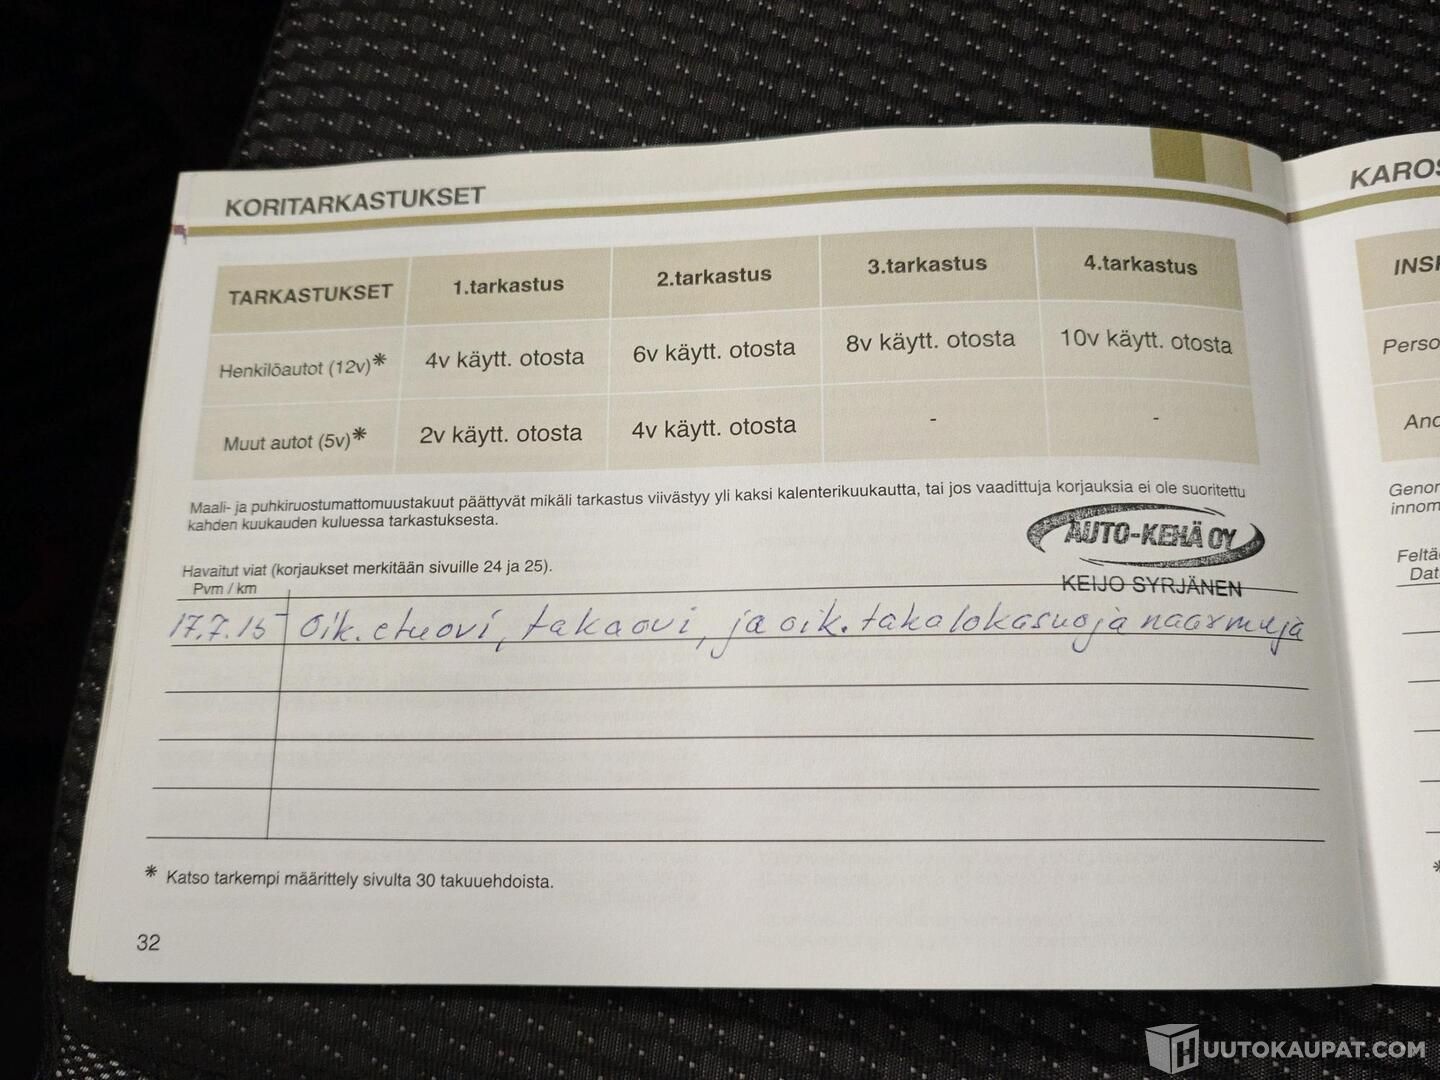 KORITARKASTUKSET
TARKASTUKSET 1.tarkastus 2.tarkastus 3.tarkastus 4.tarkastus
Henkilöautot (12v)* 4v käytt. otosta 6v käytt. otosta 8v käytt. otosta 10v käytt. otosta
Muut autot (5v)* 2v käytt. otosta 4v käytt. otosta - -
Maali- ja puhkiruostumattomuustakuut päättyvät mikäli tarkastus viivästyy yli kaksi kalenterikuukautta, tai jos vaadittuja korjauksia ei ole suoritettu
kahden kuukauden kuluessa tarkastuksesta.
AUTO-KEHÄ OY
KEIJO SYRJÄNEN
Havaitut viat (korjaukset merkitään sivuille 24 ja 25).
Pvm / km
17.7.15 Oik. etuovi, takaovi, ja oik. takalokasuoja naarmuja
* Katso tarkempi määrittely sivulta 30 takuuehdoista.
32
KAROS
INSP
Perso
And
Genom
innom
Feltä
Dat
*
HUUTOKAUPAT.COM